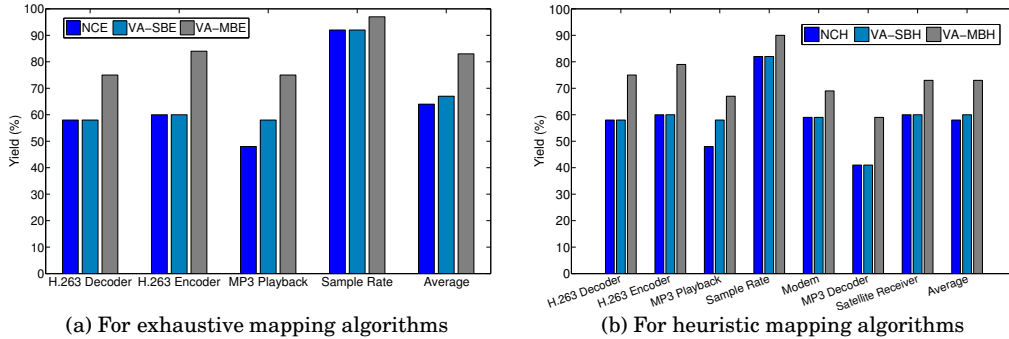 100
90
80
70
60
50
40
30
20
10
0
Yield (%)
NCE VA−SBE VA−MBE
H.263 Decoder H.263 Encoder MP3 Playback Sample Rate Average
(a) For exhaustive mapping algorithms
100
90
80
70
60
50
40
30
20
10
0
Yield (%)
NCH VA−SBH VA−MBH
H.263 Decoder H.263 Encoder MP3 Playback Sample Rate Modem MP3 Decoder Satellite Receiver Average
(b) For heuristic mapping algorithms